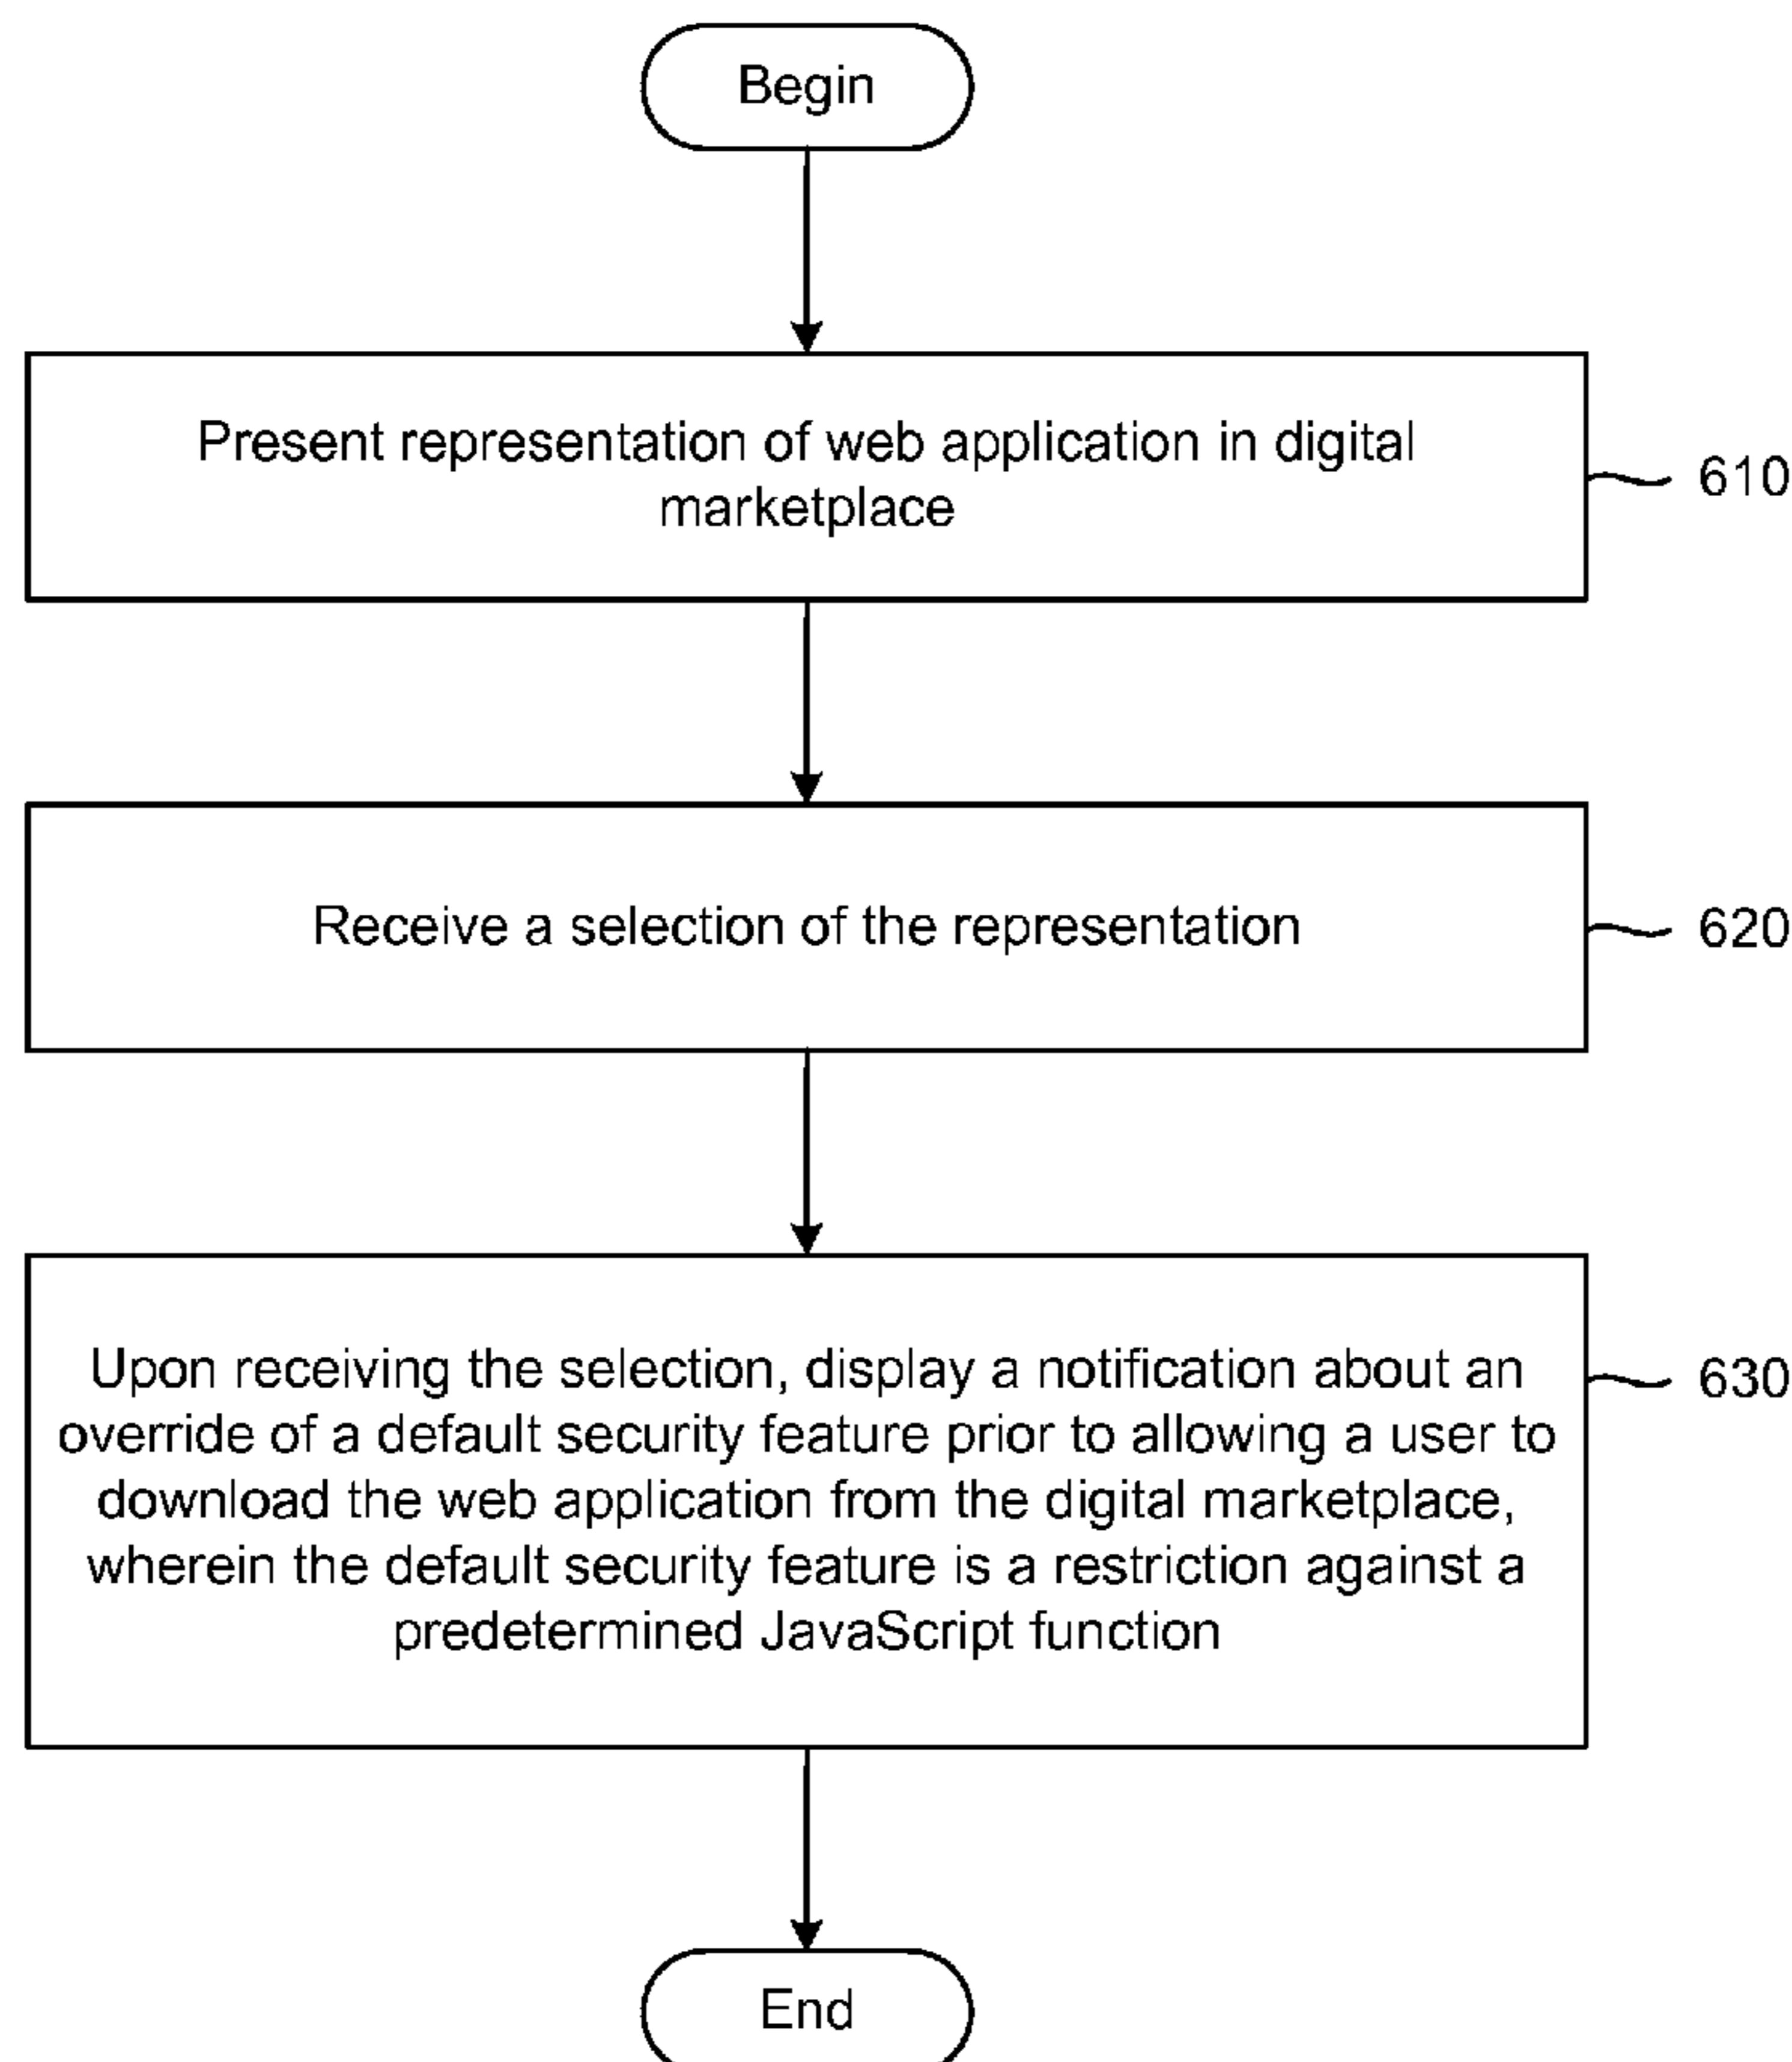 Begin
Present representation of web application in digital
marketplace
610
Receive a selection of the representation
620
Upon receiving the selection, display a notification about an
override of a default security feature prior to allowing a user to
download the web application from the digital marketplace,
wherein the default security feature is a restriction against a
predetermined JavaScript function
630
End